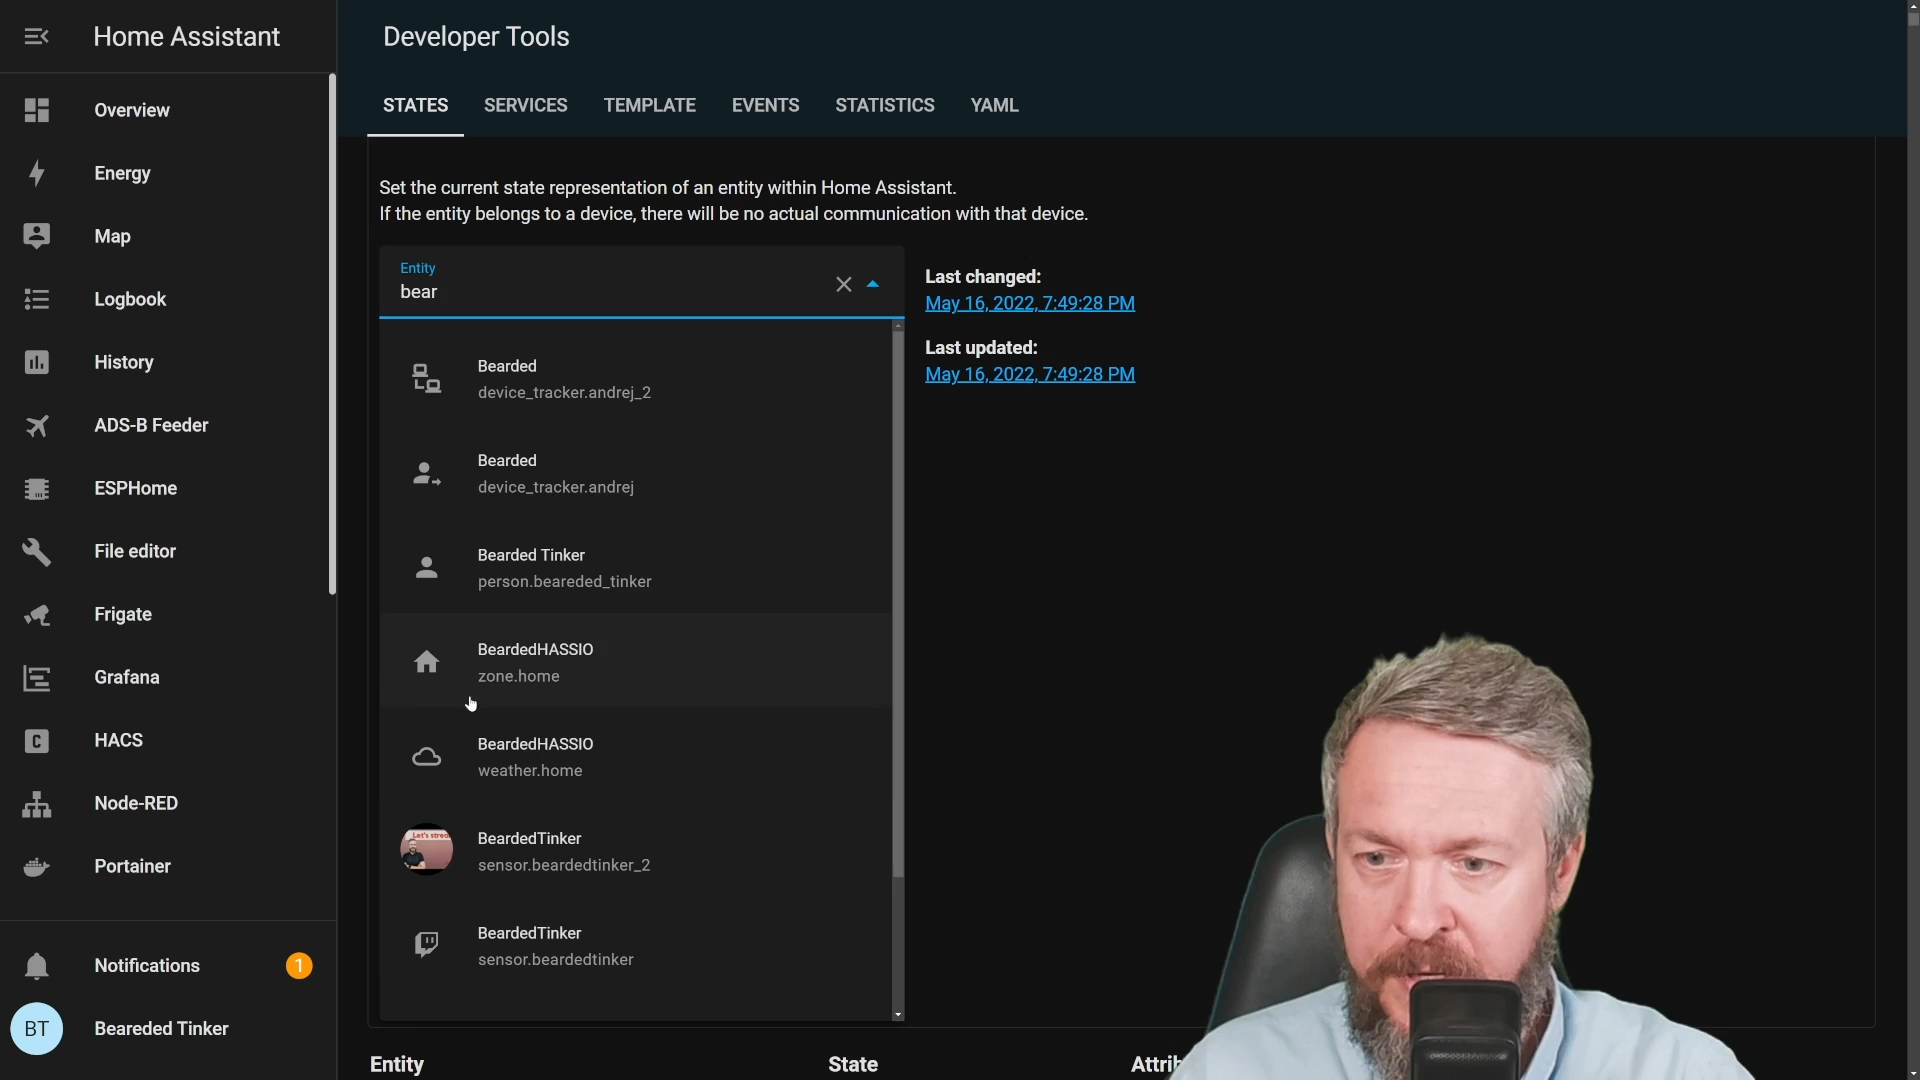 Home Assistant
Developer Tools
STATES SERVICES TEMPLATE EVENTS STATISTICS YAML
Overview
Energy
Map
Logbook
History
ADS-B Feeder
ESPHome
File editor
Frigate
Grafana
HACS
Node-RED
Portainer
Notifications 1
BT Beareded Tinker
Set the current state representation of an entity within Home Assistant.
If the entity belongs to a device, there will be no actual communication with that device.
Entity
bear
Bearded
device_tracker.andrej_2
Bearded
device_tracker.andrej
Bearded Tinker
person.beareded_tinker
BeardedHASSIO
zone.home
BeardedHASSIO
weather.home
Let's
BeardedTinker
sensor.beardedtinker_2
BeardedTinker
sensor.beardedtinker
Last changed:
May 16, 2022, 7:49:28 PM
Last updated:
May 16, 2022, 7:49:28 PM
Entity State